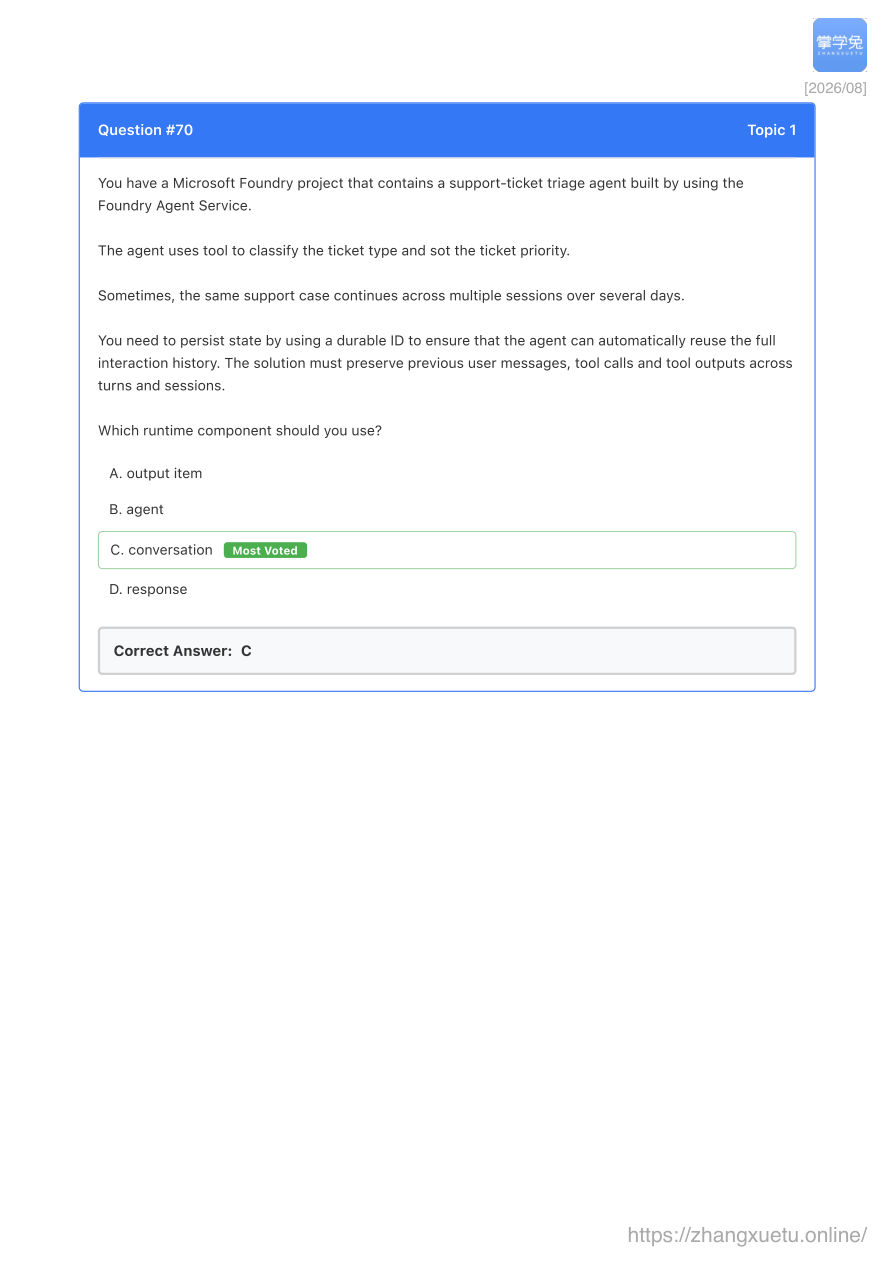 掌学兔
ZHANGXUETU
[2026/08]
Question #70 Topic 1
You have a Microsoft Foundry project that contains a support-ticket triage agent built by using the
Foundry Agent Service.
The agent uses tool to classify the ticket type and sot the ticket priority.
Sometimes, the same support case continues across multiple sessions over several days.
You need to persist state by using a durable ID to ensure that the agent can automatically reuse the full
interaction history. The solution must preserve previous user messages, tool calls and tool outputs across
turns and sessions.
Which runtime component should you use?
A. output item
B. agent
C. conversation Most Voted
D. response
Correct Answer: C
https://zhangxuetu.online/